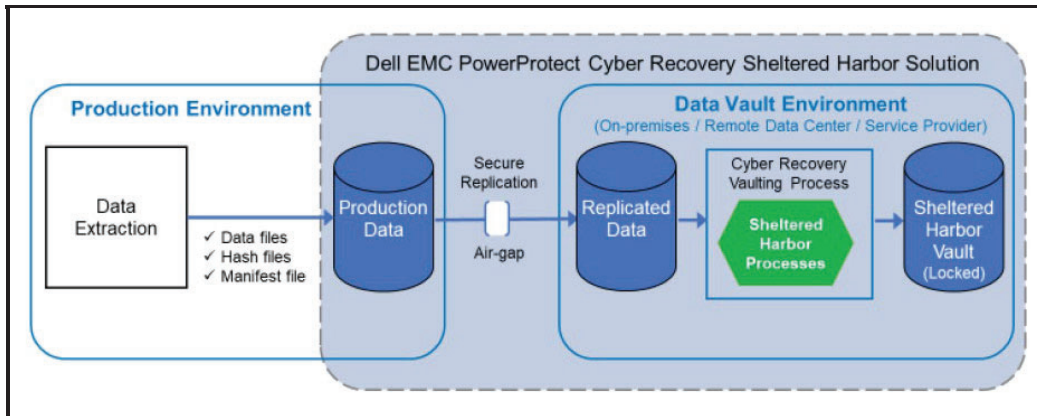 Dell EMC PowerProtect Cyber Recovery Sheltered Harbor Solution
Production Environment
Data
Extraction
✓ Data files
✓ Hash files
✓ Manifest file
Production
Data
Secure
Replication
Air-gap
Data Vault Environment
(On-premises / Remote Data Center / Service Provider)
Replicated
Data
Cyber Recovery
Vaulting Process
Sheltered
Harbor
Processes
Sheltered
Harbor
Vault
(Locked)